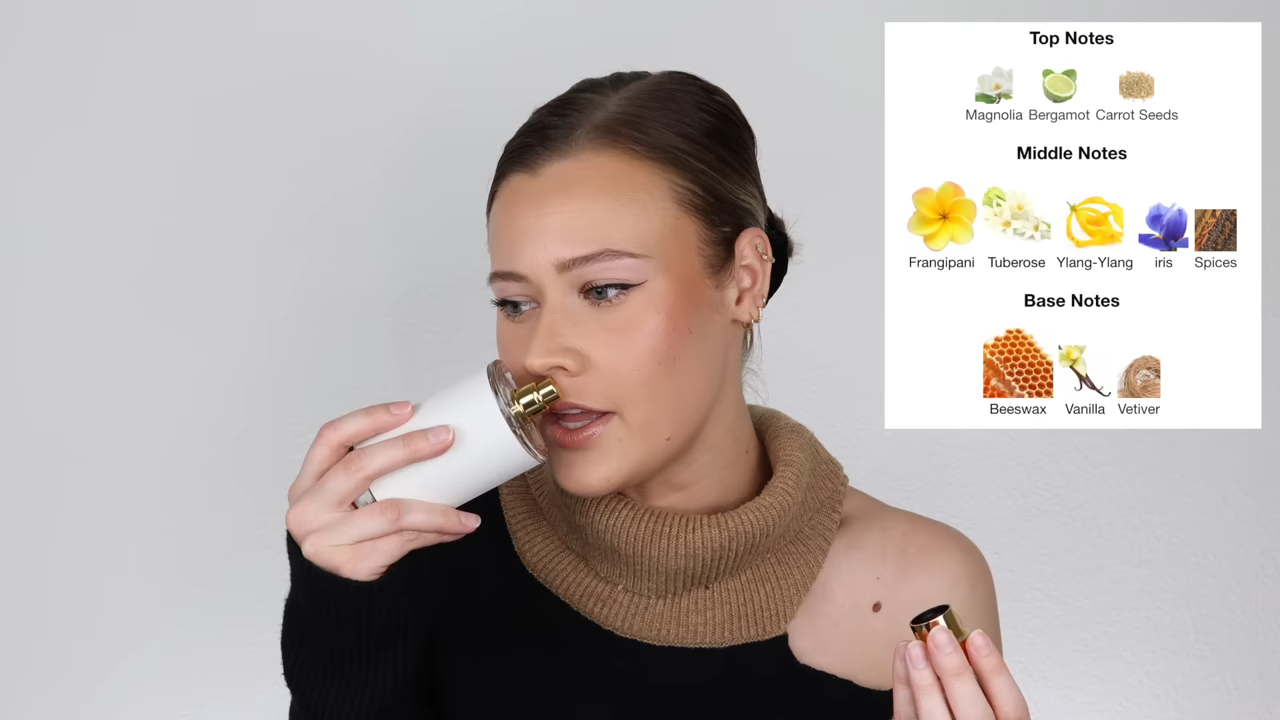 Top Notes
Magnolia Bergamot Carrot Seeds
Middle Notes
Frangipani Tuberose Ylang-Ylang iris Spices
Base Notes
Beeswax Vanilla Vetiver